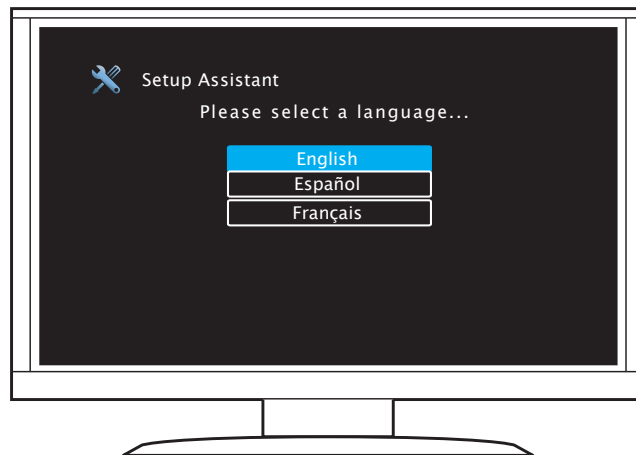 Setup Assistant
Please select a language...
English
Español
Français